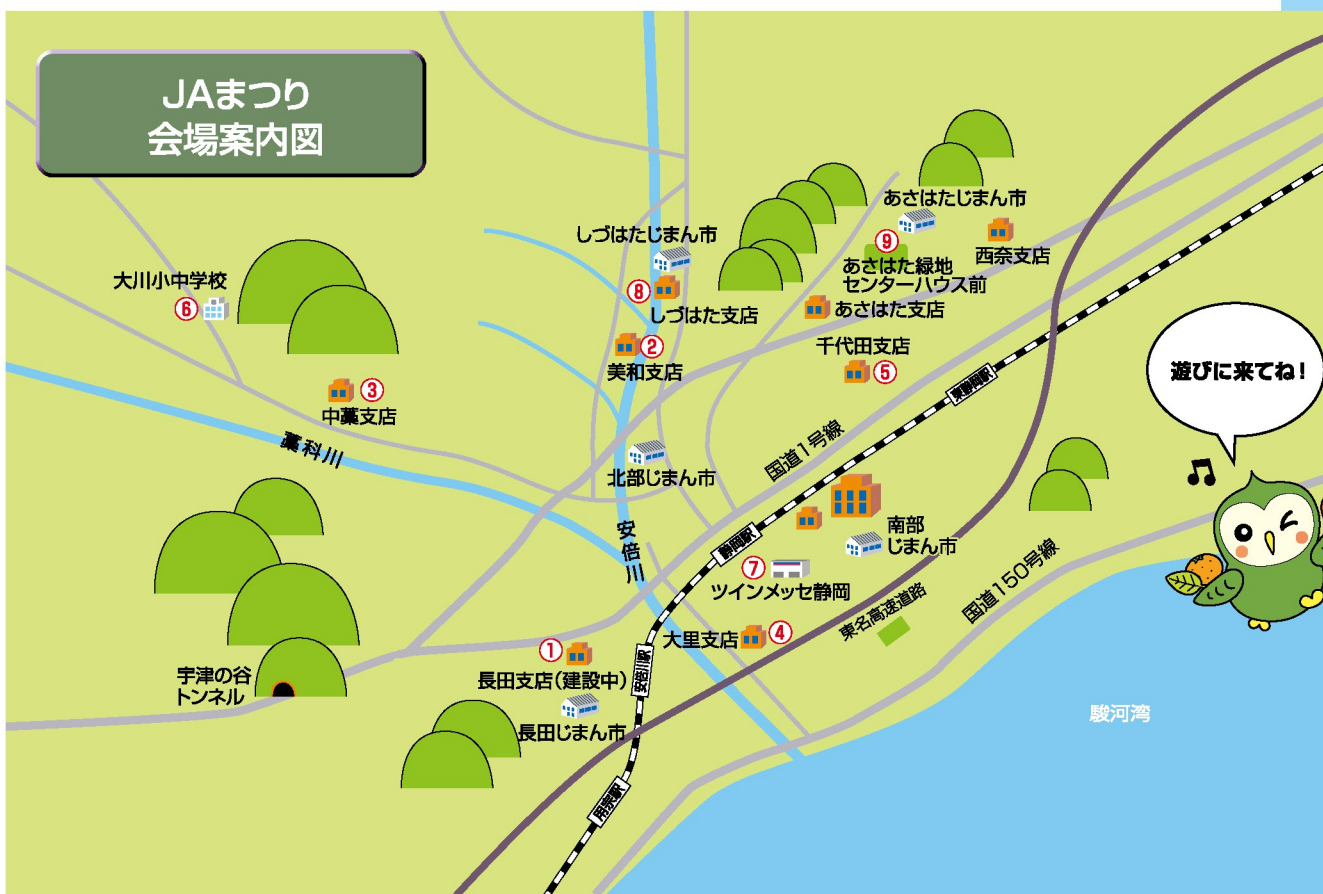 JAまつり
会場案内図
あさはたじまん市
⑨
西奈支店
あさはた緑地
センターハウス前
しづはたじまん市
⑧
しづはた支店
あさはた支店
大川小中学校
⑥
②
美和支店
千代田支店
⑤
遊びに来てね!
③
中藁支店
東静岡駅
藁科川
国道1号線
北部じまん市
安倍川
静岡駅
南部
じまん市
⑦
ツインメッセ静岡
国道150号線
東名高速道路
大里支店
④
①
長田支店(建設中)
安倍川駅
宇津の谷
トンネル
長田じまん市
駿河湾
用宗駅